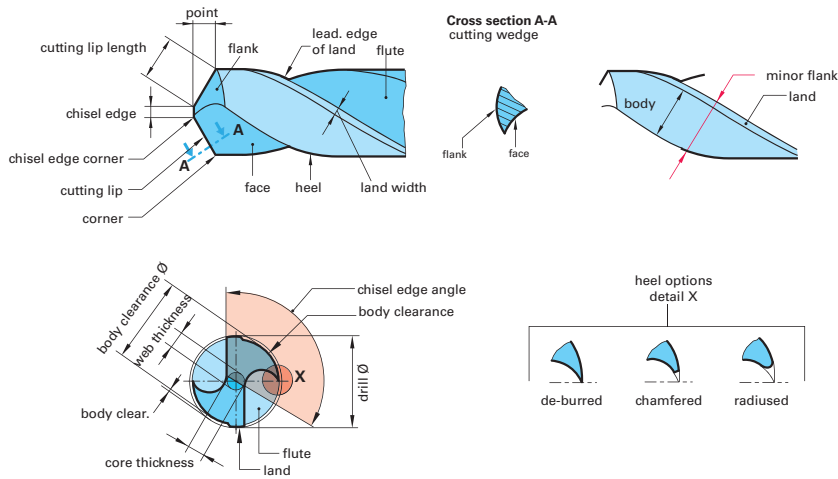 point
cutting lip length
flank
lead. edge
of land
flute
chisel edge
A
chisel edge corner
A
cutting lip
corner
face
heel
land width
Cross section A-A
cutting wedge
flank
face
minor flank
land
body
body clearance Ø
web thickness
chisel edge angle
body clearance
X
drill Ø
body clear.
core thickness
flute
land
heel options
detail X
de-burred
chamfered
radiused